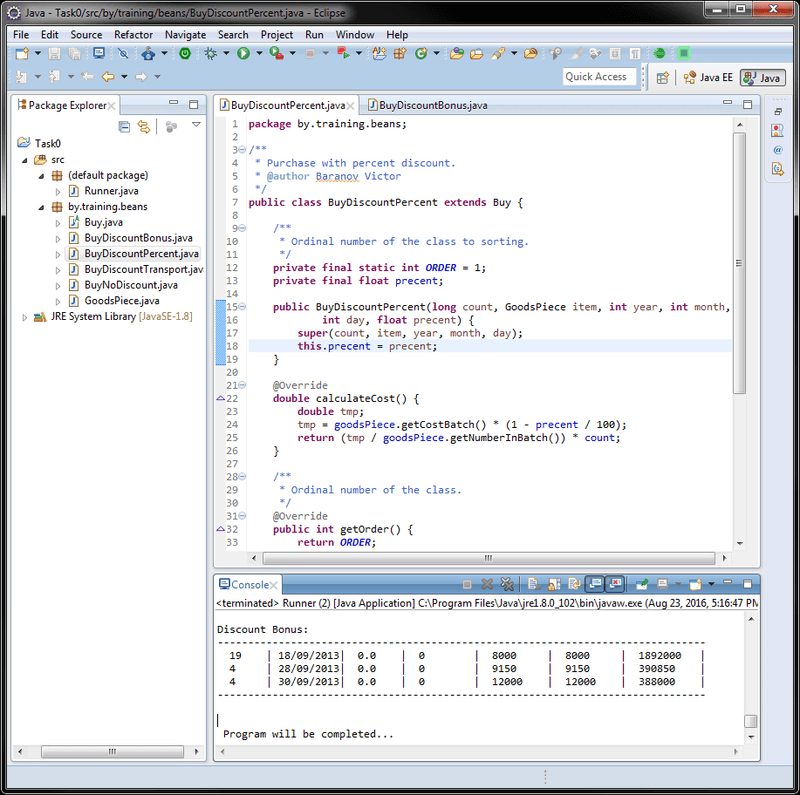 Java - Task0/src/by/training/beans/BuyDiscountPercent.java - Eclipse
File Edit Source Refactor Navigate Search Project Run Window Help
Quick Access Java EE Java
Package Explorer
Task0
src
(default package)
Runner.java
by.training.beans
Buy.java
BuyDiscountBonus.java
BuyDiscountPercent.java
BuyDiscountTransport.java
BuyNoDiscount.java
GoodsPiece.java
JRE System Library [JavaSE-1.8]
BuyDiscountPercent.java BuyDiscountBonus.java
1 package by.training.beans;
2
3 /**
4 * Purchase with percent discount.
5 * @author Baranov Victor
6 */
7 public class BuyDiscountPercent extends Buy {
8
9 /**
10 * Ordinal number of the class to sorting.
11 */
12 private final static int ORDER = 1;
13 private final float precent;
14
15 public BuyDiscountPercent(long count, GoodsPiece item, int year, int month,
16 int day, float precent) {
17 super(count, item, year, month, day);
18 this.precent = precent;
19 }
20
21 @Override
22 double calculateCost() {
23 double tmp;
24 tmp = goodsPiece.getCostBatch() * (1 - precent / 100);
25 return (tmp / goodsPiece.getNumberInBatch()) * count;
26 }
27
28 /**
29 * Ordinal number of the class.
30 */
31 @Override
32 public int getOrder() {
33 return ORDER;
Console
<terminated> Runner (2) [Java Application] C:\Program Files\Java\jre1.8.0_102\bin\javaw.exe (Aug 23, 2016, 5:16:47 PM
Discount Bonus:
-------------------------------------------------------------------------
19 | 18/09/2013| 0.0 | 0 | 8000 | 8000 | 1892000 |
4 | 28/09/2013| 0.0 | 0 | 9150 | 9150 | 390850 |
4 | 30/09/2013| 0.0 | 0 | 12000 | 12000 | 388000 |
-------------------------------------------------------------------------
Program will be completed...